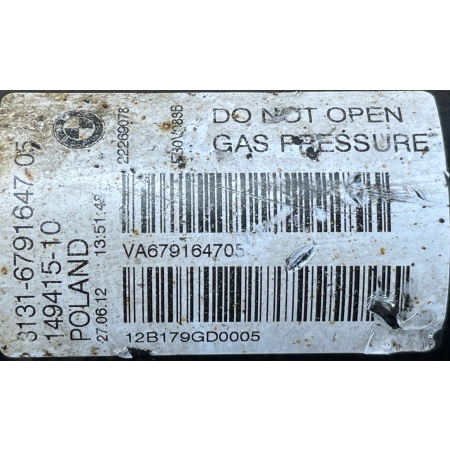 3131-6791647.05
149415-10
POLAND
27.06.12 13:51:49
22269078
DO NOT OPEN
GAS PRESSURE
VA679164705
12B179GD0005